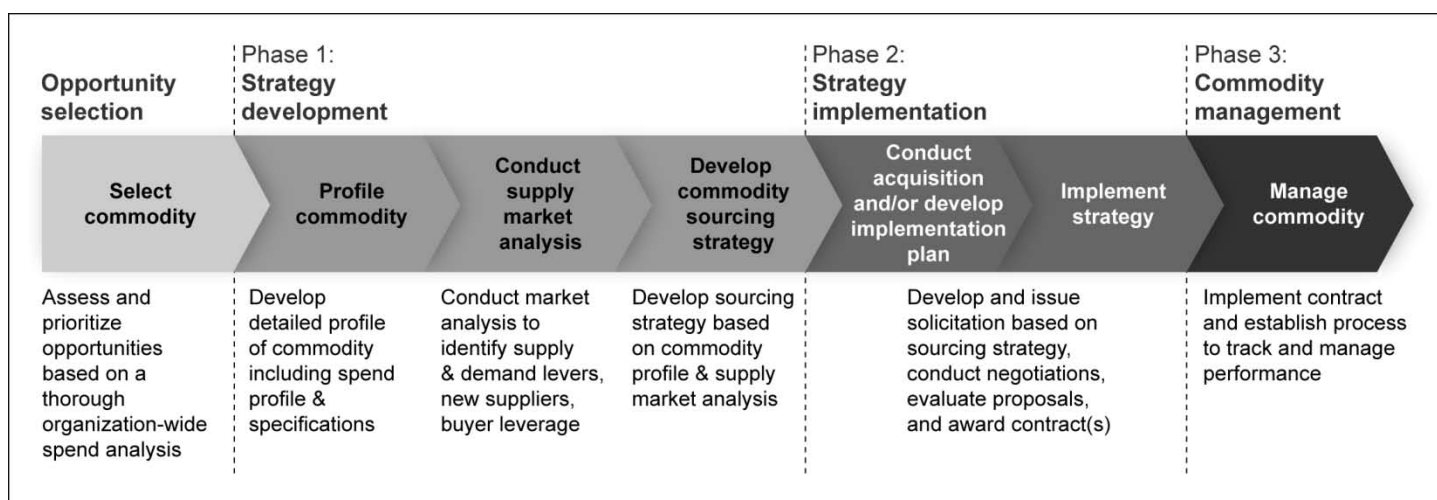 Opportunity
selection
Phase 1:
Strategy
development
Phase 2:
Strategy
implementation
Phase 3:
Commodity
management
Select
commodity
Profile
commodity
Conduct
supply
market
analysis
Develop
commodity
sourcing
strategy
Conduct
acquisition
and/or develop
implementation
plan
Implement
strategy
Manage
commodity
Assess and
prioritize
opportunities
based on a
thorough
organization-wide
spend analysis
Develop
detailed profile
of commodity
including spend
profile &
specifications
Conduct market
analysis to
identify supply
& demand levers,
new suppliers,
buyer leverage
Develop sourcing
strategy based
on commodity
profile & supply
market analysis
Develop and issue
solicitation based on
sourcing strategy,
conduct negotiations,
evaluate proposals,
and award contract(s)
Implement contract
and establish process
to track and manage
performance